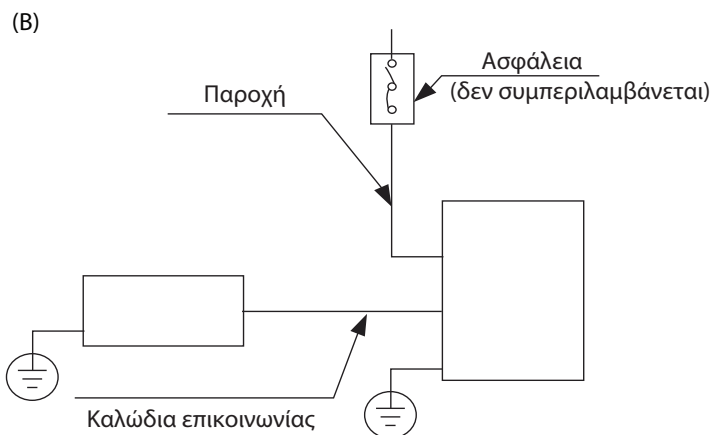 (B)
Ασφάλεια
(δεν συμπεριλαμβάνεται)
Παροχή
Καλώδια επικοινωνίας